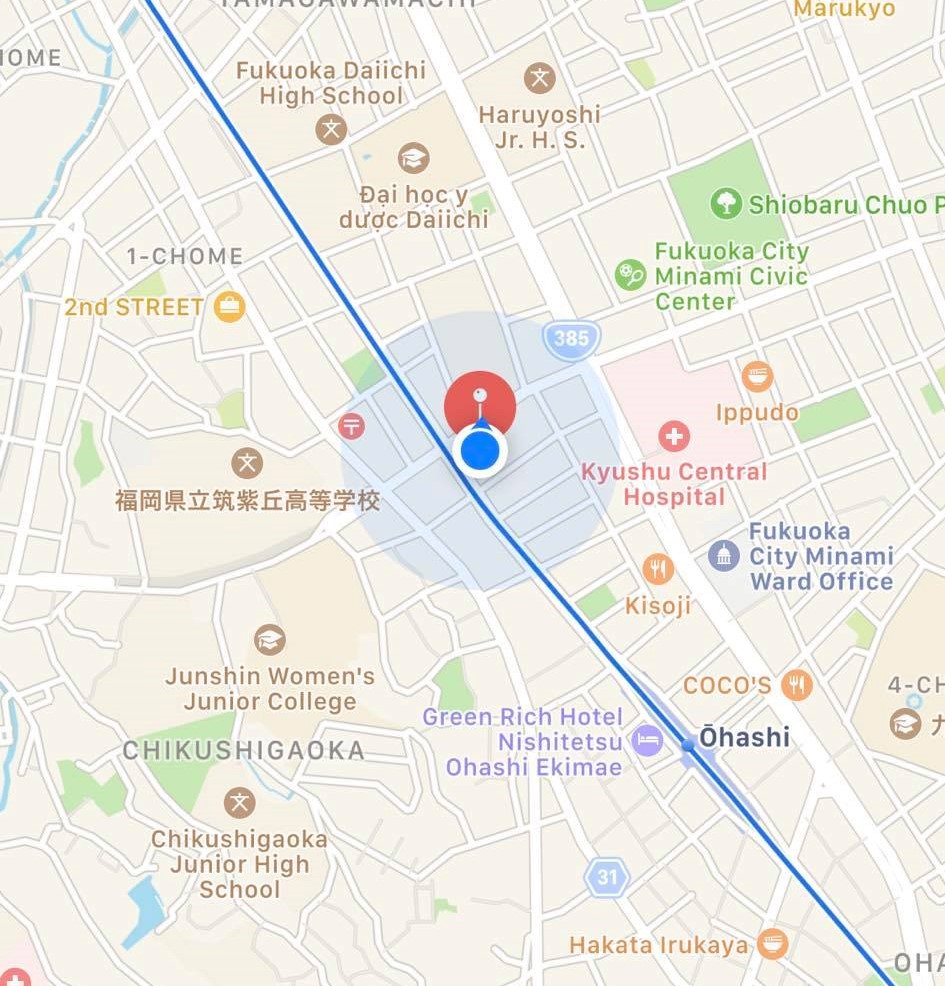 TAMAGAWAMACHI
Marukyo
Fukuoka Daiichi
High School
Haruyoshi
Jr. H. S.
Đại học y
dược Daiichi
Shiobaru Chuo P
1-CHOME
Fukuoka City
Minami Civic
Center
2nd STREET
385
Ippudo
Kyushu Central
Hospital
福岡県立筑紫丘高等学校
Fukuoka
City Minami
Ward Office
Kisoji
Junshin Women's
Junior College
COCO'S
4-CH
Green Rich Hotel
Nishitetsu
Ohashi Ekimae
Ōhashi
CHIKUSHIGAOKA
Chikushigaoka
Junior High
School
31
Hakata Irukaya
OHA